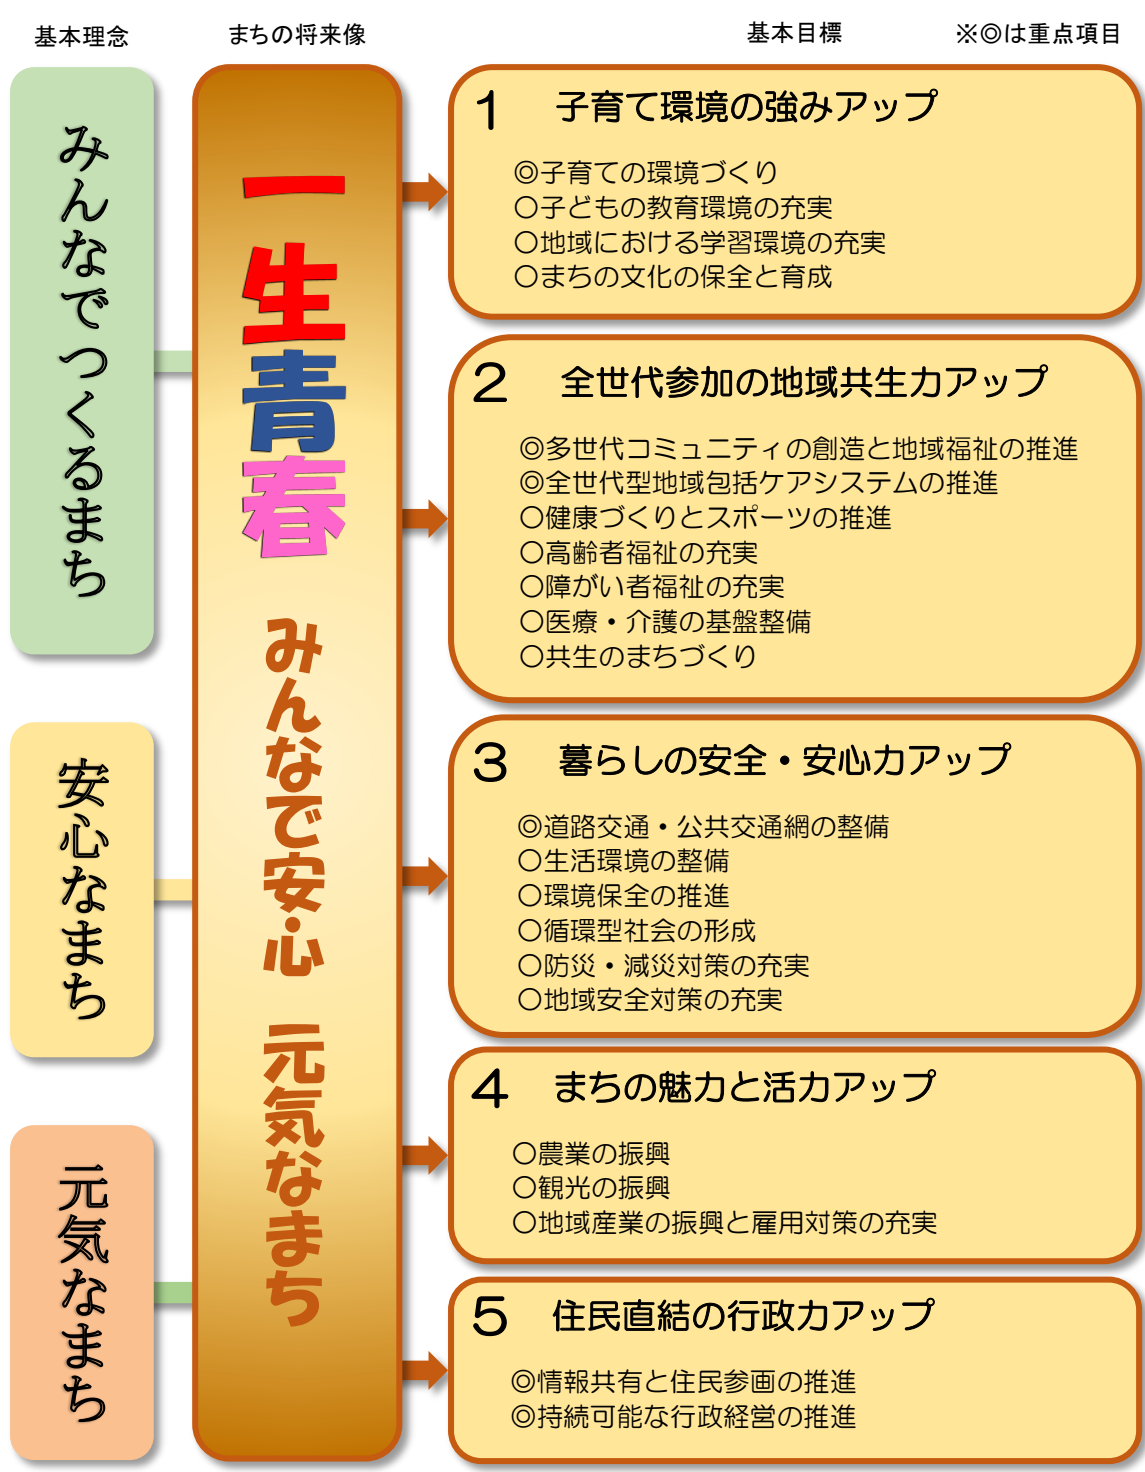 基本理念
まちの将来像
基本目標
※◎は重点項目
みんなでつくるまち
安心なまち
元気なまち
一生青春 みんなで安心 元気なまち
1 子育て環境の強みアップ
◎子育ての環境づくり
○子どもの教育環境の充実
○地域における学習環境の充実
○まちの文化の保全と育成
2 全世代参加の地域共生力アップ
◎多世代コミュニティの創造と地域福祉の推進
◎全世代型地域包括ケアシステムの推進
○健康づくりとスポーツの推進
○高齢者福祉の充実
○障がい者福祉の充実
○医療・介護の基盤整備
○共生のまちづくり
3 暮らしの安全・安心力アップ
◎道路交通・公共交通網の整備
○生活環境の整備
○環境保全の推進
○循環型社会の形成
○防災・減災対策の充実
○地域安全対策の充実
4 まちの魅力と活力アップ
○農業の振興
○観光の振興
○地域産業の振興と雇用対策の充実
5 住民直結の行政力アップ
◎情報共有と住民参画の推進
◎持続可能な行政経営の推進